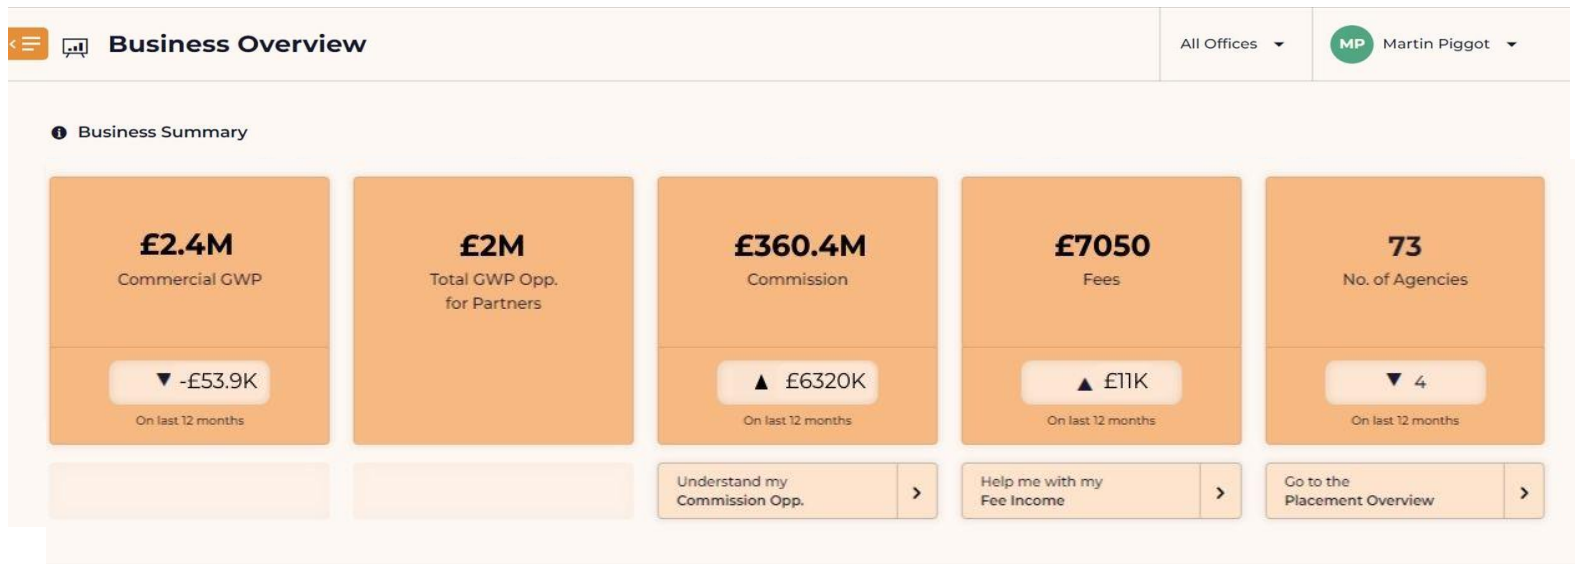 Business Overview
All Offices
MP
Martin Piggot
Business Summary
£2.4M
Commercial GWP
▼ -£53.9K
On last 12 months
£2M
Total GWP Opp.
for Partners
£360.4M
Commission
▲ £6320K
On last 12 months
£7050
Fees
▲ £11K
On last 12 months
73
No. of Agencies
▼ 4
On last 12 months
Understand my
Commission Opp.
Help me with my
Fee Income
Go to the
Placement Overview